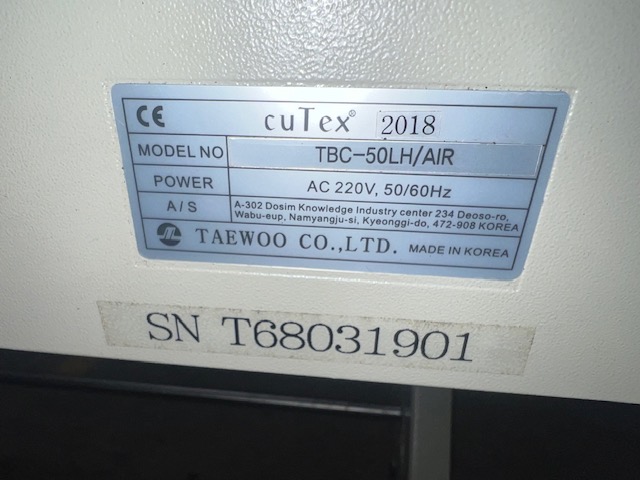 CE cuTex® 2018
MODEL NO TBC-50LH/AIR
POWER AC 220V, 50/60Hz
A/S A-302 Dosim Knowledge Industry center 234 Deoso-ro,
Wabu-eup, Namyangju-si, Kyeonggi-do, 472-908 KOREA
TAEWOO CO.,LTD. MADE IN KOREA
SN T68031901